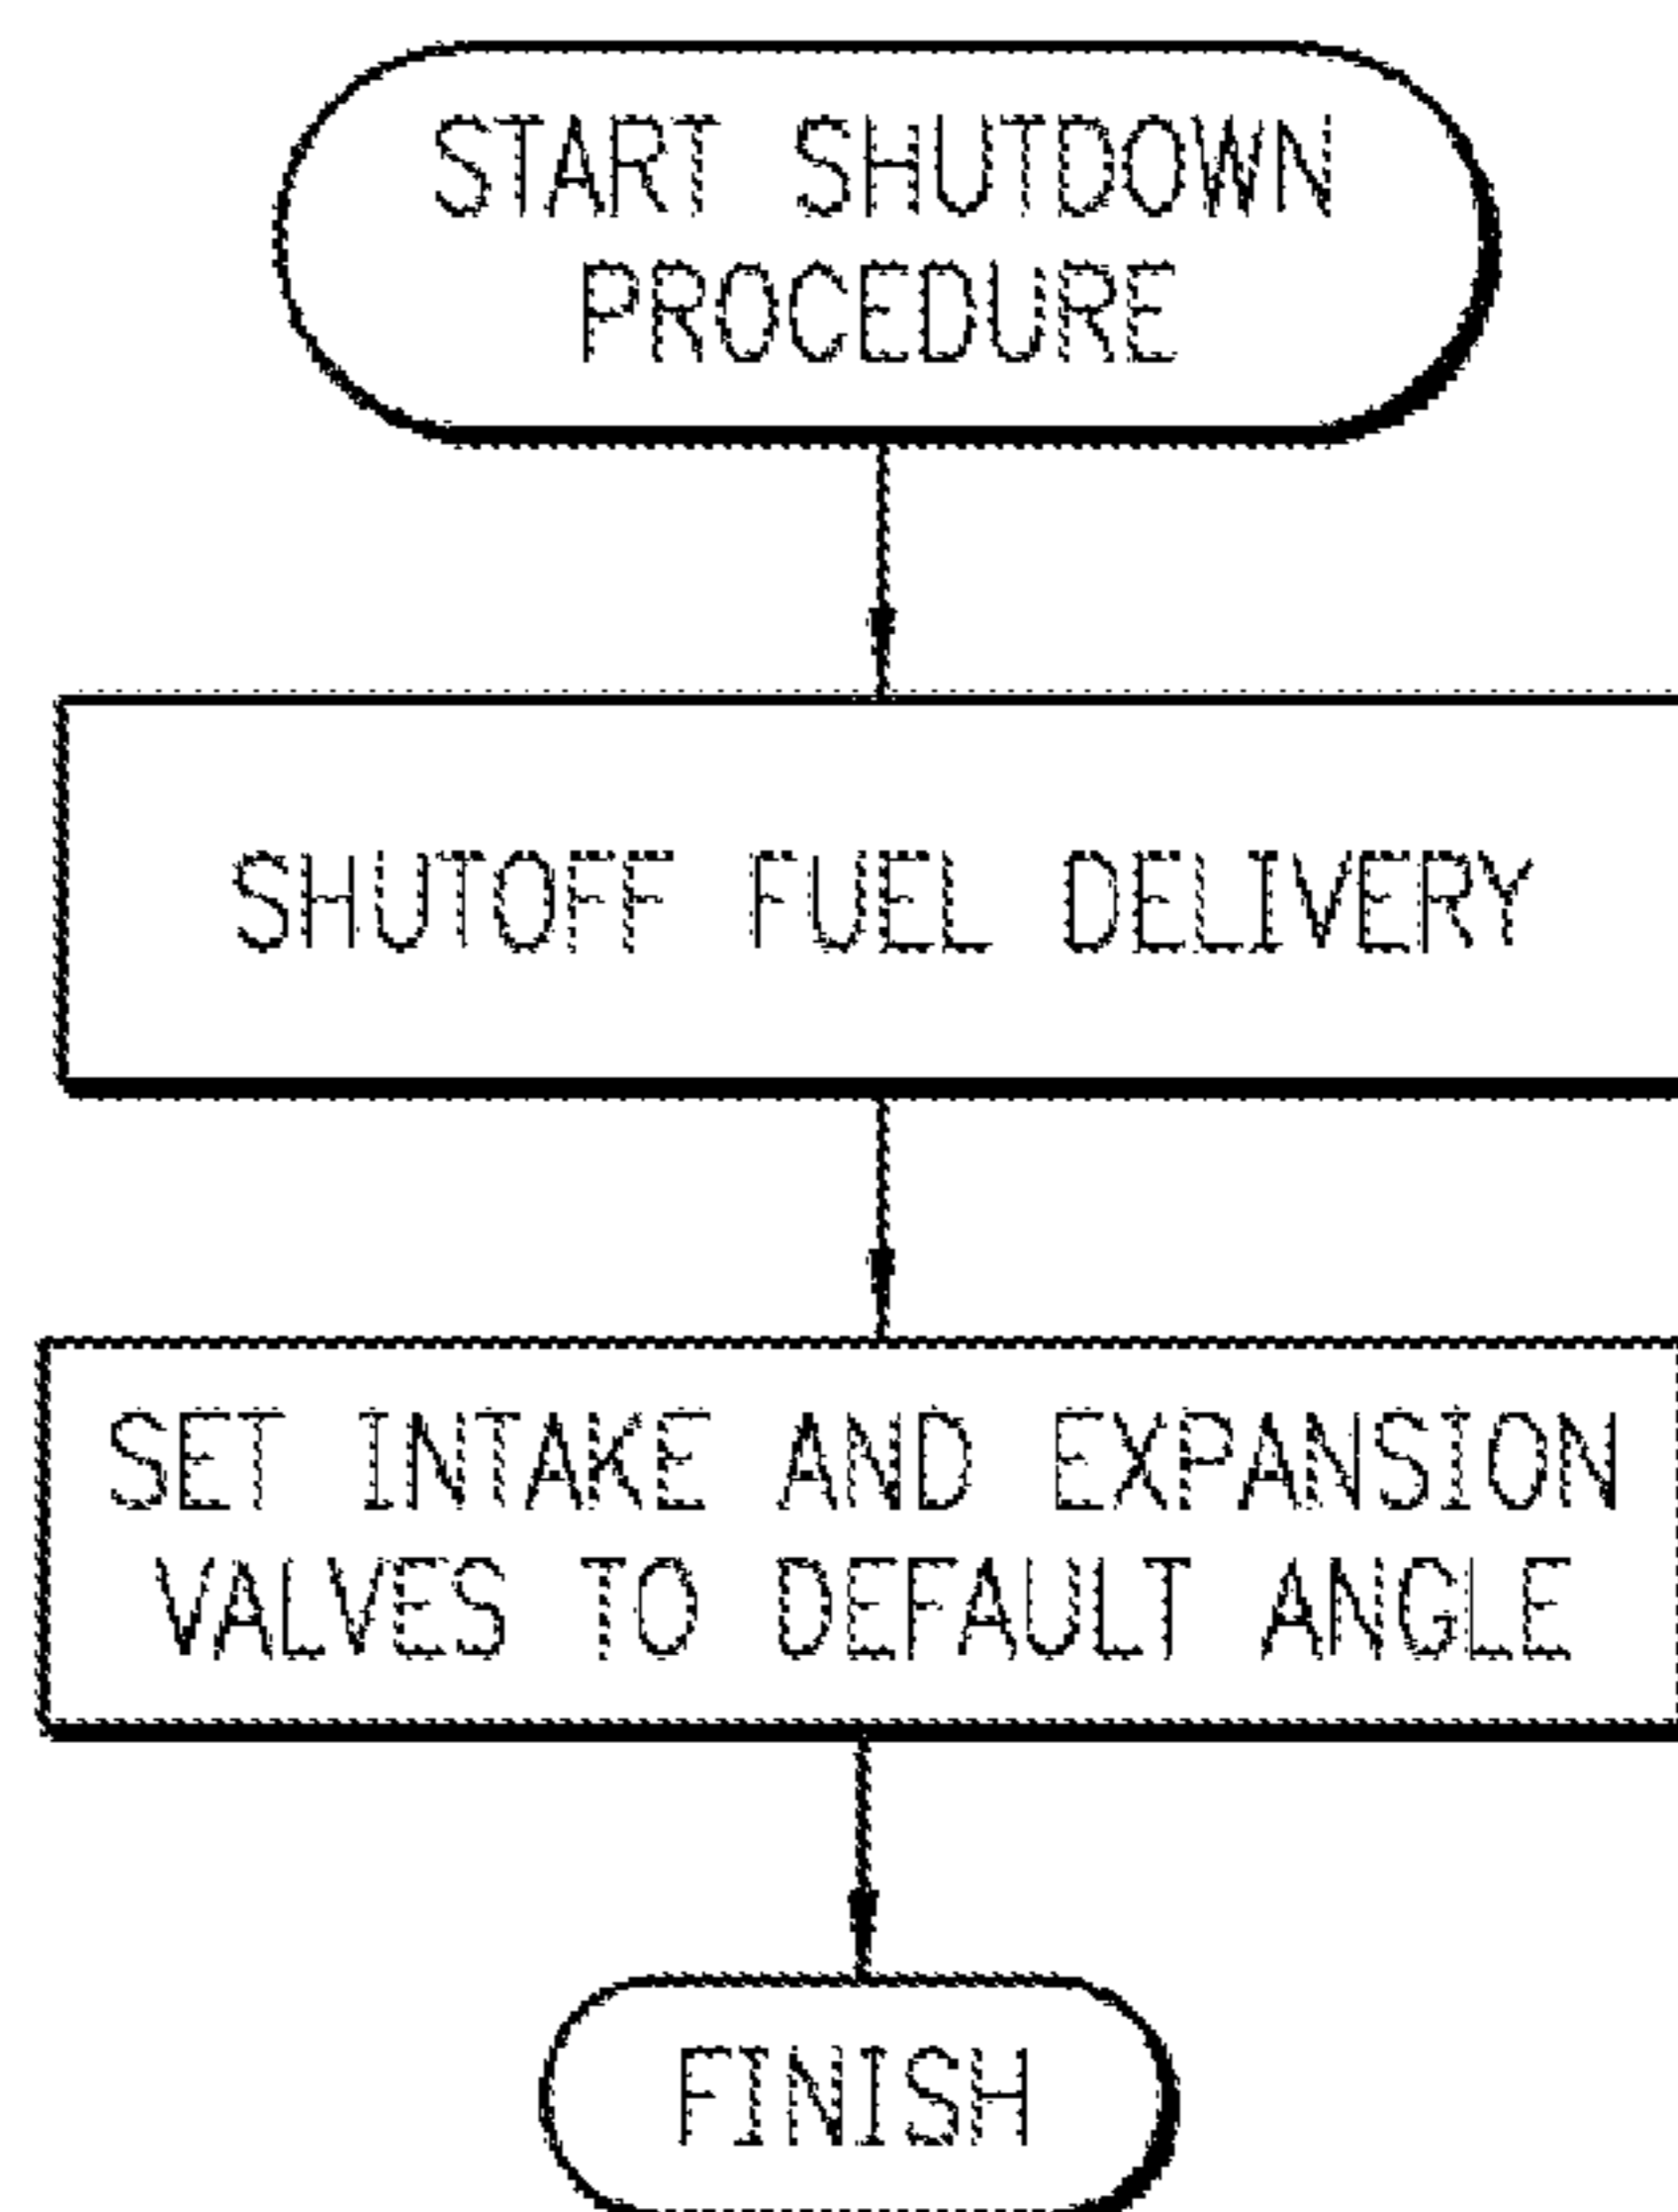 START SHUTDOWN
PROCEDURE
SHUTOFF FUEL DELIVERY
SET INTAKE AND EXPANSION
VALVES TO DEFAULT ANGLE
FINISH